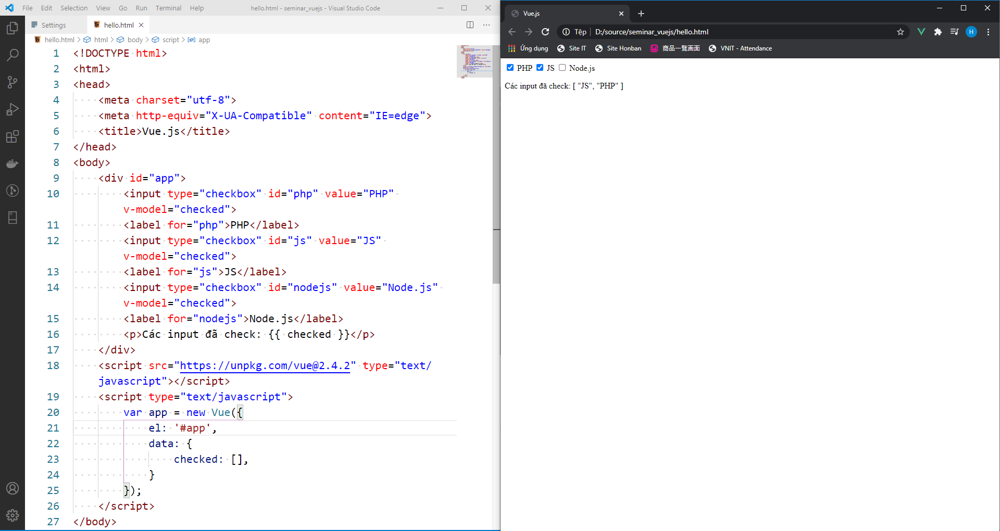 File Edit Selection View Go Run Terminal Help hello.html - seminar_vuejs - Visual Studio Code
Settings hello.html
hello.html > html > body > script > app
1 <!DOCTYPE html>
2 <html>
3 <head>
4 <meta charset="utf-8">
5 <meta http-equiv="X-UA-Compatible" content="IE=edge">
6 <title>Vue.js</title>
7 </head>
8 <body>
9 <div id="app">
10 <input type="checkbox" id="php" value="PHP"
v-model="checked">
11 <label for="php">PHP</label>
12 <input type="checkbox" id="js" value="JS"
v-model="checked">
13 <label for="js">JS</label>
14 <input type="checkbox" id="nodejs" value="Node.js"
v-model="checked">
15 <label for="nodejs">Node.js</label>
16 <p>Các input đã check: {{ checked }}</p>
17 </div>
18 <script src="https://unpkg.com/vue@2.4.2" type="text/
javascript"></script>
19 <script type="text/javascript">
20 var app = new Vue({
21 el: '#app',
22 data: {
23 checked: [],
24 }
25 });
26 </script>
27 </body>
Vue.js
Tệp D:/source/seminar_vuejs/hello.html H
Ứng dụng Site IT Site Honban 商品一覧画面 VNIT - Attendance
PHP JS Node.js
Các input đã check: [ "JS", "PHP" ]